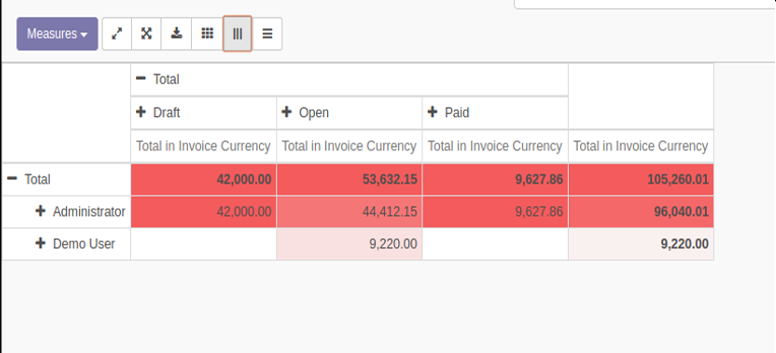 Measures
Total
Draft Open Paid
Total in Invoice Currency Total in Invoice Currency Total in Invoice Currency Total in Invoice Currency
Total 42,000.00 53,632.15 9,627.86 105,260.01
Administrator 42,000.00 44,412.15 9,627.86 96,040.01
Demo User 9,220.00 9,220.00